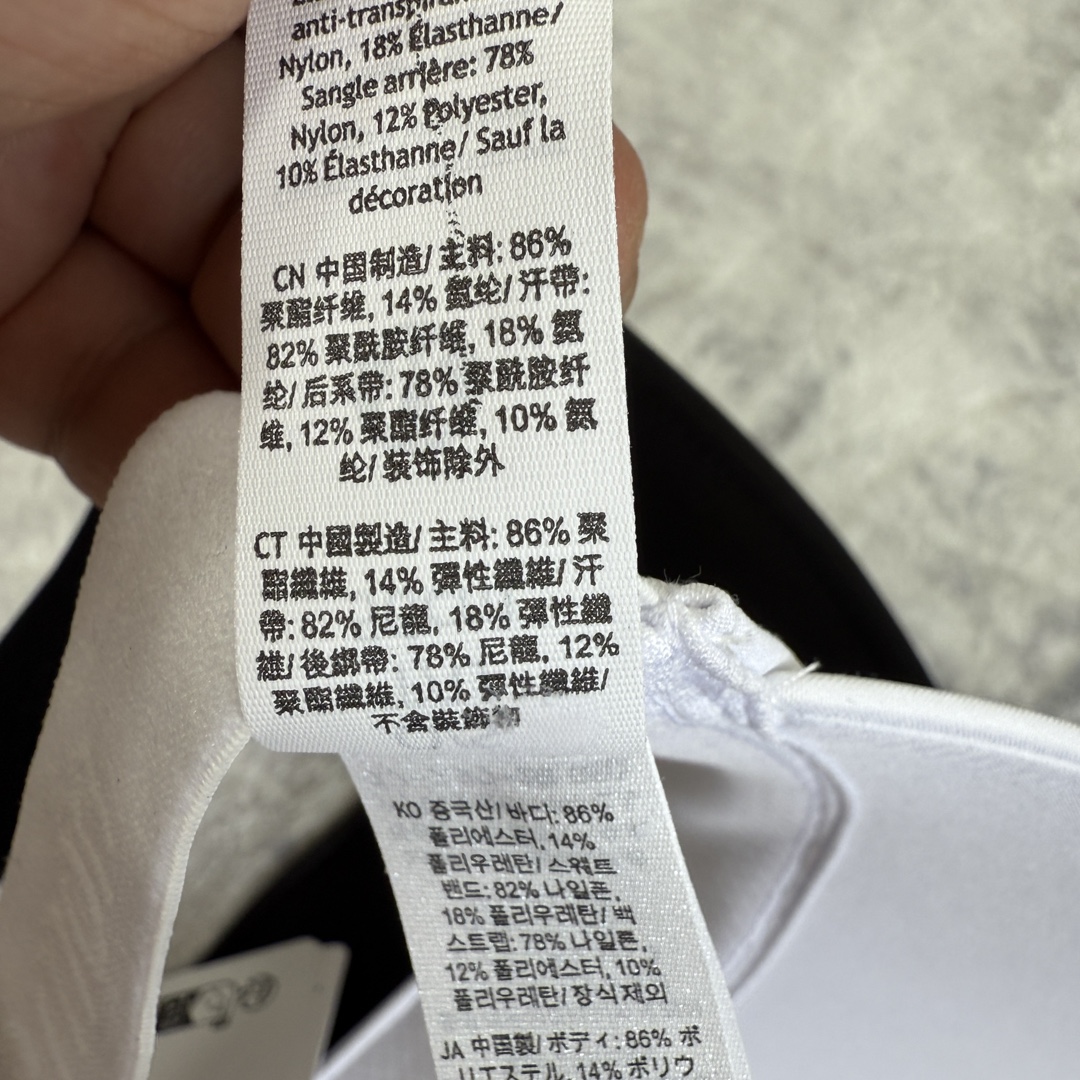 anti-transpirant
Nylon, 18% Élasthanne/
Sangle arrière: 78%
Nylon, 12% Polyester,
10% Élasthanne/ Sauf la
décoration
CN 中国制造/ 主料: 86%
聚酯纤维, 14% 氨纶/ 汗帶:
82% 聚酰胺纤维, 18% 氨
纶/ 后系帶: 78% 聚酰胺纤
维, 12% 聚酯纤维, 10% 氨
纶/ 装饰除外
CT 中國製造/ 主料: 86% 聚
酯纖維, 14% 彈性纖維/ 汗
帶: 82% 尼龍, 18% 彈性纖
維/ 後綁帶: 78% 尼龍, 12%
聚酯纖維, 10% 彈性纖維/
不含裝飾物
KO 중국산/ 바디: 86%
폴리에스터, 14%
폴리우레탄/ 스웨트
밴드: 82% 나일론,
18% 폴리우레탄/ 백
스트랩: 78% 나일론,
12% 폴리에스터, 10%
폴리우레탄/ 장식제외
JA 中国製/ ボディ: 86% ポ
リエステル, 14% ポリウ